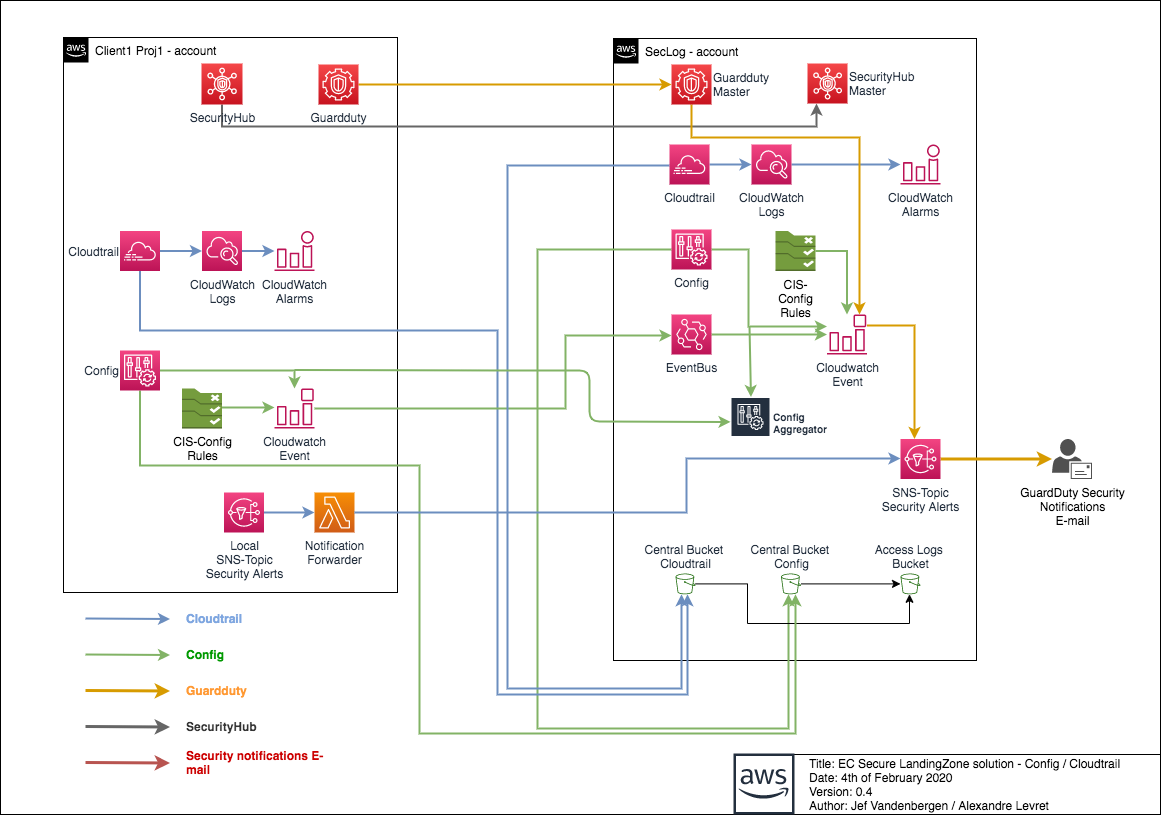 aws
Client1 Proj1 - account
SecurityHub
Guardduty
Cloudtrail
CloudWatch
Logs
CloudWatch
Alarms
Config
CIS-Config
Rules
Cloudwatch
Event
Local
SNS-Topic
Security Alerts
Notification
Forwarder
aws
SecLog - account
Guardduty
Master
SecurityHub
Master
Cloudtrail
CloudWatch
Logs
CloudWatch
Alarms
Config
CIS-
Config
Rules
EventBus
Cloudwatch
Event
Config
Aggregator
SNS-Topic
Security Alerts
GuardDuty Security
Notifications
E-mail
Central Bucket
Cloudtrail
Central Bucket
Config
Access Logs
Bucket
Cloudtrail
Config
Guardduty
SecurityHub
Security notifications E-
mail
aws
Title: EC Secure LandingZone solution - Config / Cloudtrail
Date: 4th of February 2020
Version: 0.4
Author: Jef Vandenbergen / Alexandre Levret